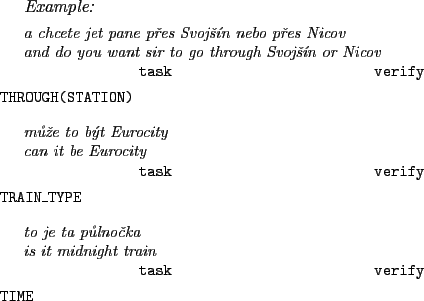 Example:
a chcete jet pane přes Svojšín nebo přes Nicov
and do you want sir to go through Svojšín or Nicov
task verify
THROUGH(STATION)
může to být Eurocity
can it be Eurocity
task verify
TRAIN_TYPE
to je ta půlnočka
is it midnight train
task verify
TIME